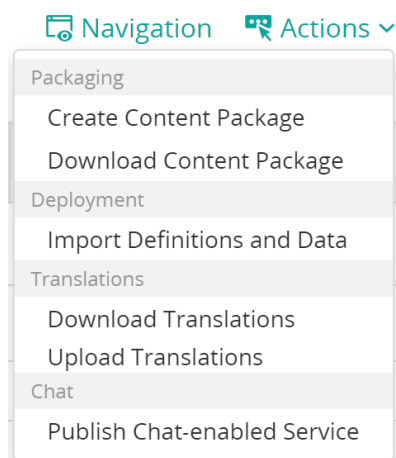 Navigation Actions
Packaging
Create Content Package
Download Content Package
Deployment
Import Definitions and Data
Translations
Download Translations
Upload Translations
Chat
Publish Chat-enabled Service